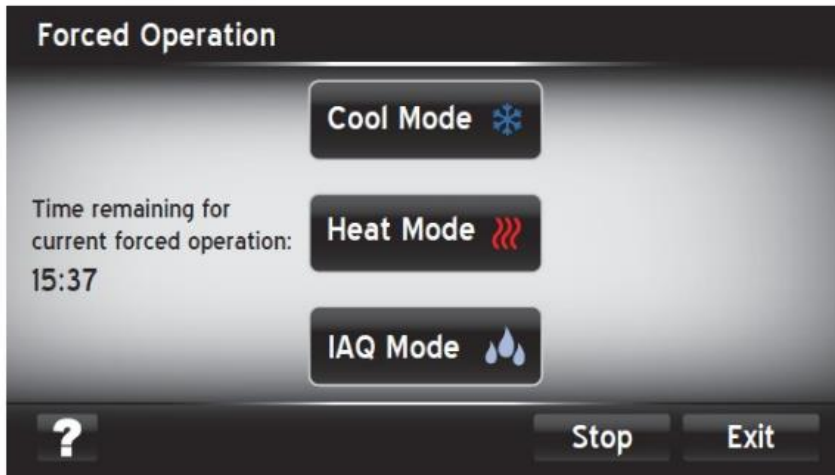 Forced Operation
Cool Mode
Time remaining for
current forced operation:
15:37
Heat Mode
IAQ Mode
?
Stop
Exit